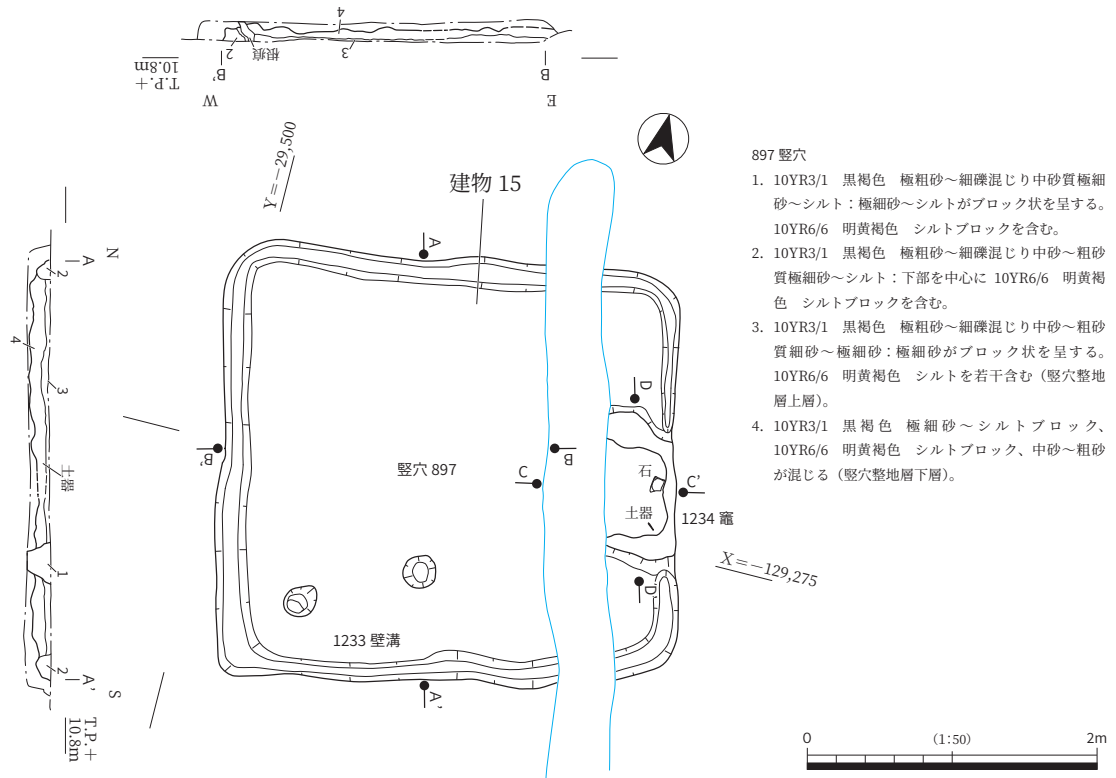 4
2
根痕
3
T.P.+
10.8m
B'
B
W
E
Y=−29,500
建物 15
A
N
A
2
4
3
土器
1
2
A'
S
T.P.+
10.8m
D
B'
竪穴 897
B
C
石
C'
土器
1234 竈
X=−129,275
D'
1233 壁溝
A'
897 竪穴
1. 10YR3/1 黒褐色 極粗砂~細礫混じり中砂質極細
砂~シルト:極細砂~シルトがブロック状を呈する。
10YR6/6 明黄褐色 シルトブロックを含む。
2. 10YR3/1 黒褐色 極粗砂~細礫混じり中砂~粗砂
質極細砂~シルト:下部を中心に 10YR6/6 明黄褐
色 シルトブロックを含む。
3. 10YR3/1 黒褐色 極粗砂~細礫混じり中砂~粗砂
質細砂~極細砂:極細砂がブロック状を呈する。
10YR6/6 明黄褐色 シルトを若干含む(竪穴整地
層上層)。
4. 10YR3/1 黒褐色 極細砂~シルトブロック、
10YR6/6 明黄褐色 シルトブロック、中砂~粗砂
が混じる(竪穴整地層下層)。
0 (1:50) 2m